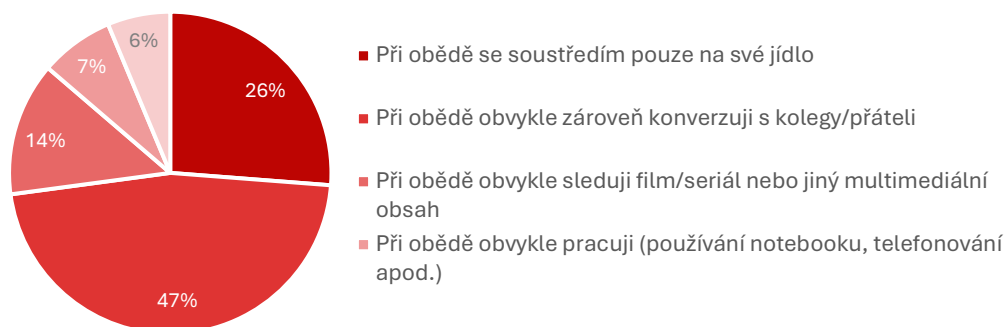 6%
7%
26%
14%
47%
Při obědě se soustředím pouze na své jídlo
Při obědě obvykle zároveň konverzuji s kolegy/přáteli
Při obědě obvykle sleduji film/seriál nebo jiný multimediální
obsah
Při obědě obvykle pracuji (používání notebooku, telefonování
apod.)